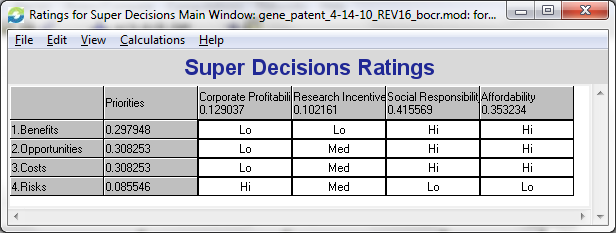 Ratings for Super Decisions Main Window: gene_patent_4-14-10_REV16_bocr.mod: for...
File Edit View Calculations Help
Super Decisions Ratings
Priorities Corporate Profitabili Research Incentive Social Responsibilit Affordability
0.129037 0.102161 0.415569 0.353234
1.Benefits 0.297948 Lo Lo Hi Hi
2.Opportunities 0.308253 Lo Med Hi Hi
3.Costs 0.308253 Lo Med Hi Hi
4.Risks 0.085546 Hi Med Lo Lo